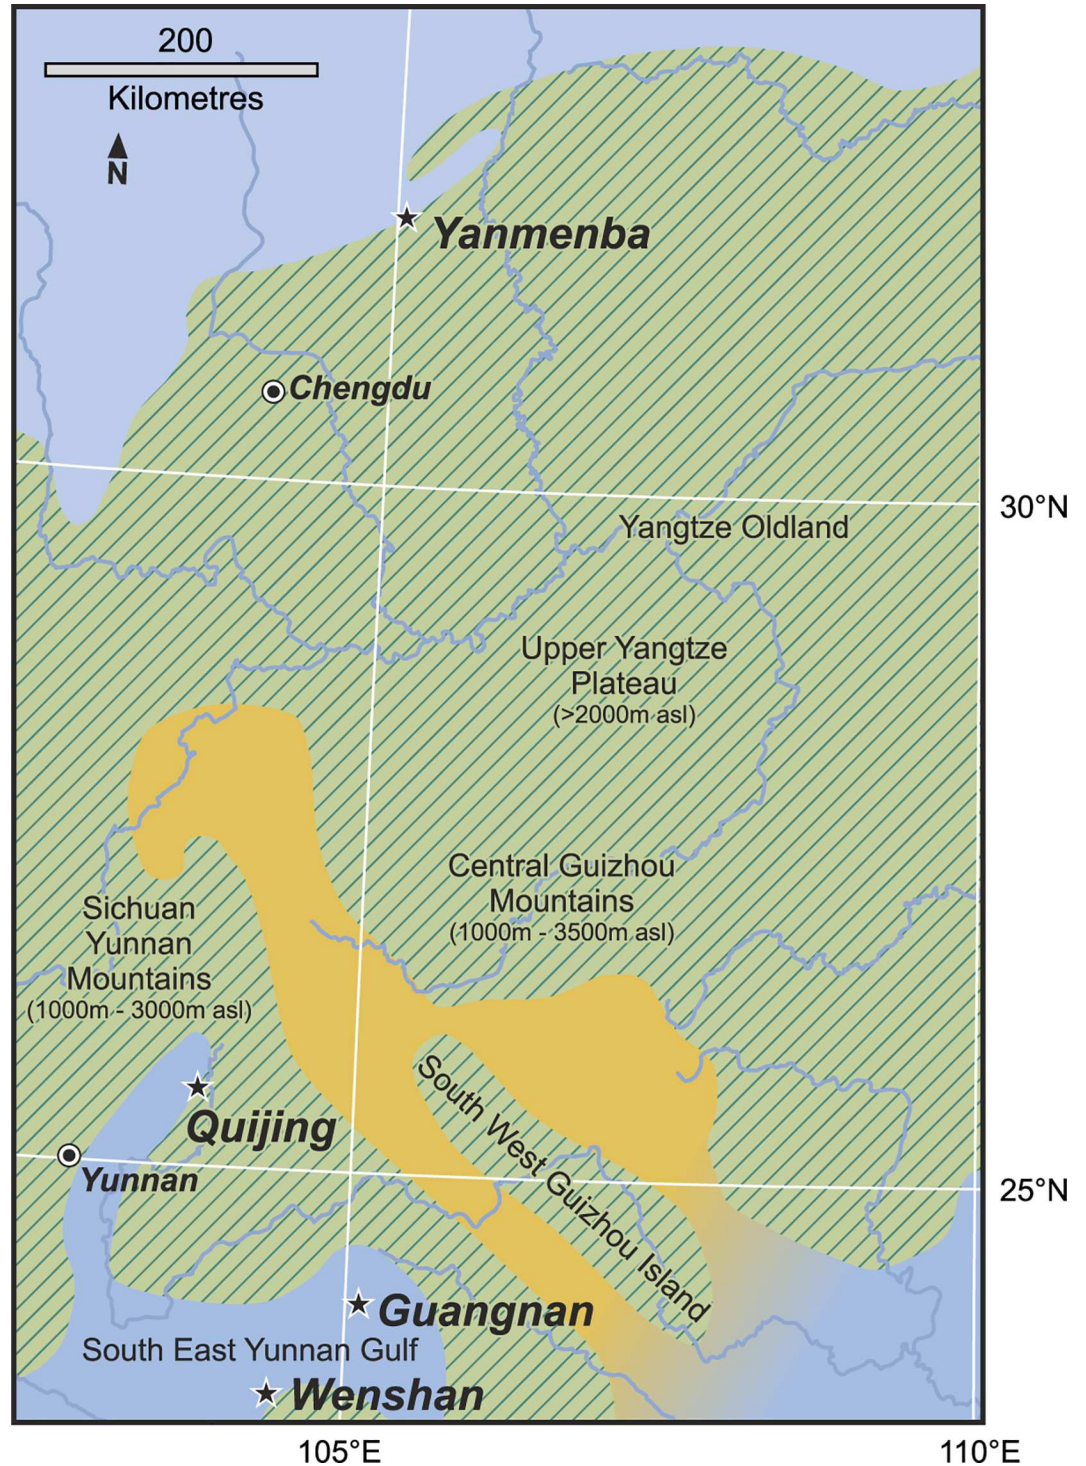 200
Kilometres
N
Yanmenba
Chengdu
30°N
Yangtze Oldland
Upper Yangtze
Plateau
(>2000m asl)
Central Guizhou
Mountains
(1000m - 3500m asl)
Sichuan
Yunnan
Mountains
(1000m - 3000m asl)
South West Guizhou Island
Quijing
Yunnan
25°N
Guangnan
South East Yunnan Gulf
Wenshan
105°E
110°E